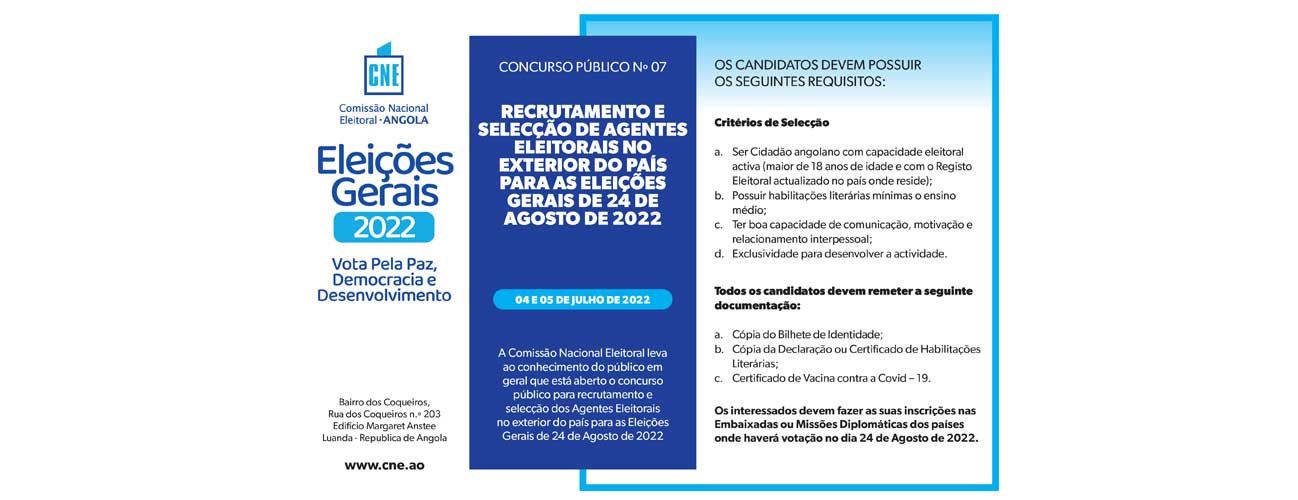 CNE
Comissão Nacional
Eleitoral • ANGOLA
Eleições
Gerais
2022
Vota Pela Paz,
Democracia e
Desenvolvimento
Bairro dos Coqueiros,
Rua dos Coqueiros n.º 203
Edifício Margaret Anstee
Luanda - Republica de Angola
www.cne.ao
CONCURSO PÚBLICO Nº 07
RECRUTAMENTO E
SELECÇÃO DE AGENTES
ELEITORAIS NO
EXTERIOR DO PAÍS
PARA AS ELEIÇÕES
GERAIS DE 24 DE
AGOSTO DE 2022
04 E 05 DE JULHO DE 2022
A Comissão Nacional Eleitoral leva
ao conhecimento do público em
geral que está aberto o concurso
público para recrutamento e
selecção dos Agentes Eleitorais
no exterior do país para as Eleições
Gerais de 24 de Agosto de 2022
OS CANDIDATOS DEVEM POSSUIR
OS SEGUINTES REQUISITOS:
Critérios de Selecção
a. Ser Cidadão angolano com capacidade eleitoral
activa (maior de 18 anos de idade e com o Registo
Eleitoral actualizado no país onde reside);
b. Possuir habilitações literárias mínimas o ensino
médio;
c. Ter boa capacidade de comunicação, motivação e
relacionamento interpessoal;
d. Exclusividade para desenvolver a actividade.
Todos os candidatos devem remeter a seguinte
documentação:
a. Cópia do Bilhete de Identidade;
b. Cópia da Declaração ou Certificado de Habilitações
Literárias;
c. Certificado de Vacina contra a Covid – 19.
Os interessados devem fazer as suas inscrições nas
Embaixadas ou Missões Diplomáticas dos países
onde haverá votação no dia 24 de Agosto de 2022.